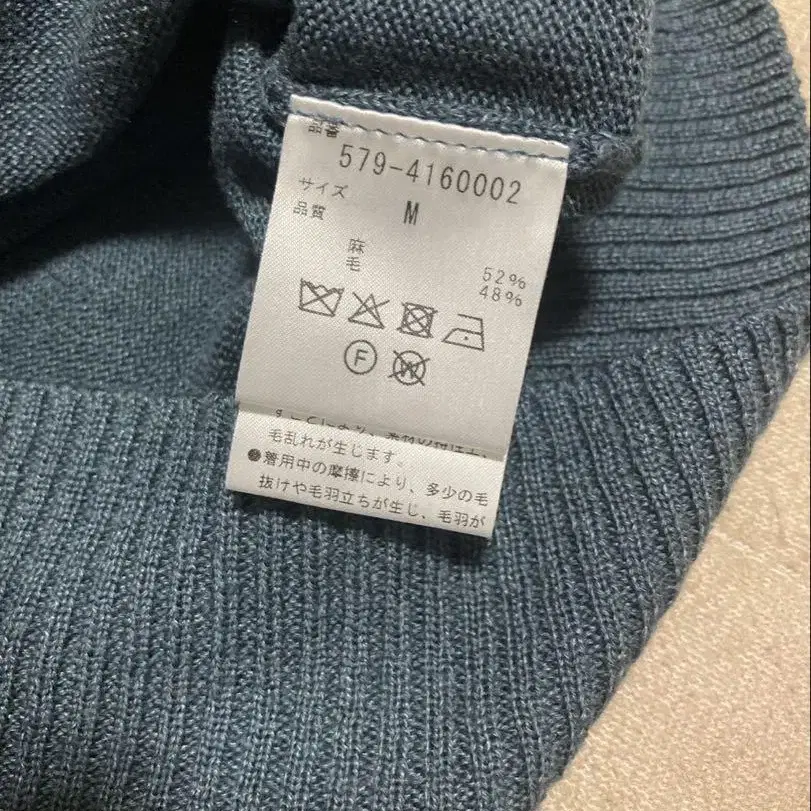 品番
579-4160002
サイズ
M
品質
麻 52%
毛 48%
F
W
毛乱れが生じます。
●着用中の摩擦により、多少の毛
抜けや毛羽立ちが生じ、毛羽が